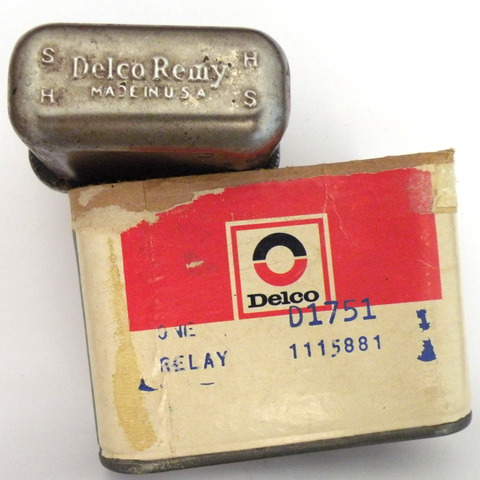 S Delco Remy H
H MADE IN U.S.A S
Delco
ONE D1751
RELAY 1115881